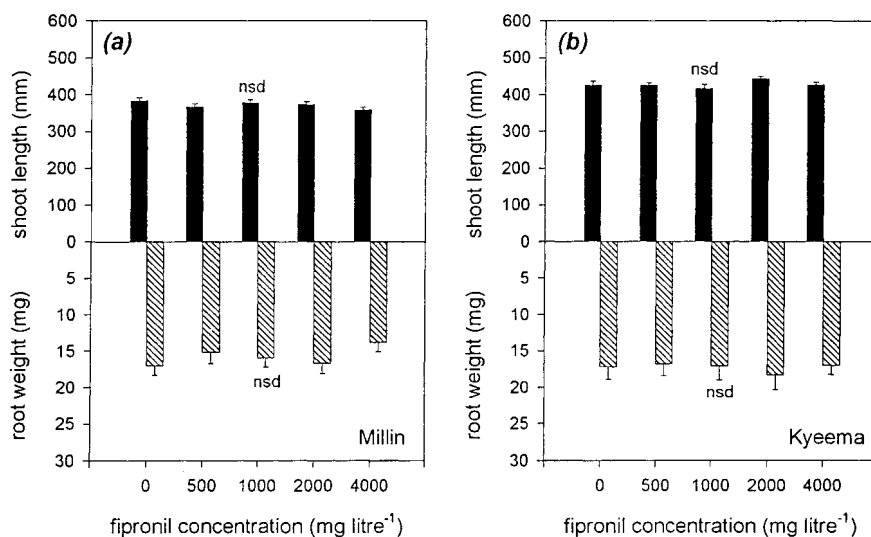 (a)
shoot length (mm)
600
500
400
300
200
100
0
nsd
root weight (mg)
5
10
15
20
25
30
nsd
Millin
0 500 1000 2000 4000
fipronil concentration (mg litre⁻¹)
(b)
shoot length (mm)
600
500
400
300
200
100
0
nsd
root weight (mg)
5
10
15
20
25
30
nsd
Kyeema
0 500 1000 2000 4000
fipronil concentration (mg litre⁻¹)